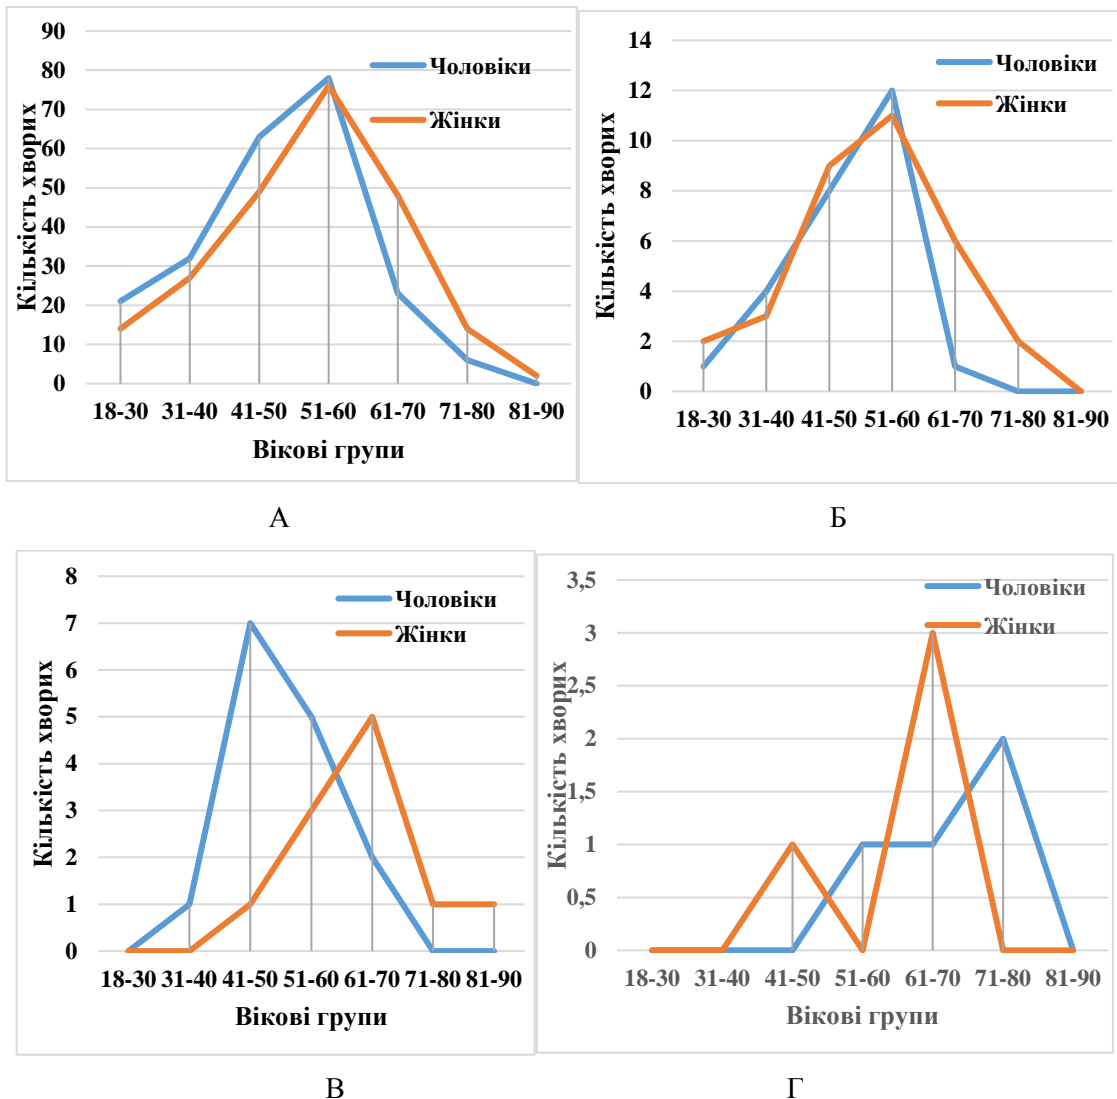 90
80
70
60
50
40
30
20
10
0
Кількість хворих
Чоловіки
Жінки
18-30 31-40 41-50 51-60 61-70 71-80 81-90
Вікові групи
А
14
12
10
8
6
4
2
0
Кількість хворих
Чоловіки
Жінки
18-30 31-40 41-50 51-60 61-70 71-80 81-90
Б
8
7
6
5
4
3
2
1
0
Кількість хворих
Чоловіки
Жінки
18-30 31-40 41-50 51-60 61-70 71-80 81-90
Вікові групи
В
3,5
3
2,5
2
1,5
1
0,5
0
Кількість хворих
Чоловіки
Жінки
18-30 31-40 41-50 51-60 61-70 71-80 81-90
Вікові групи
Г